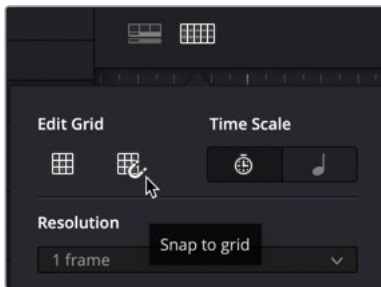 Edit Grid
Time Scale
Resolution
Snap to grid
1 frame